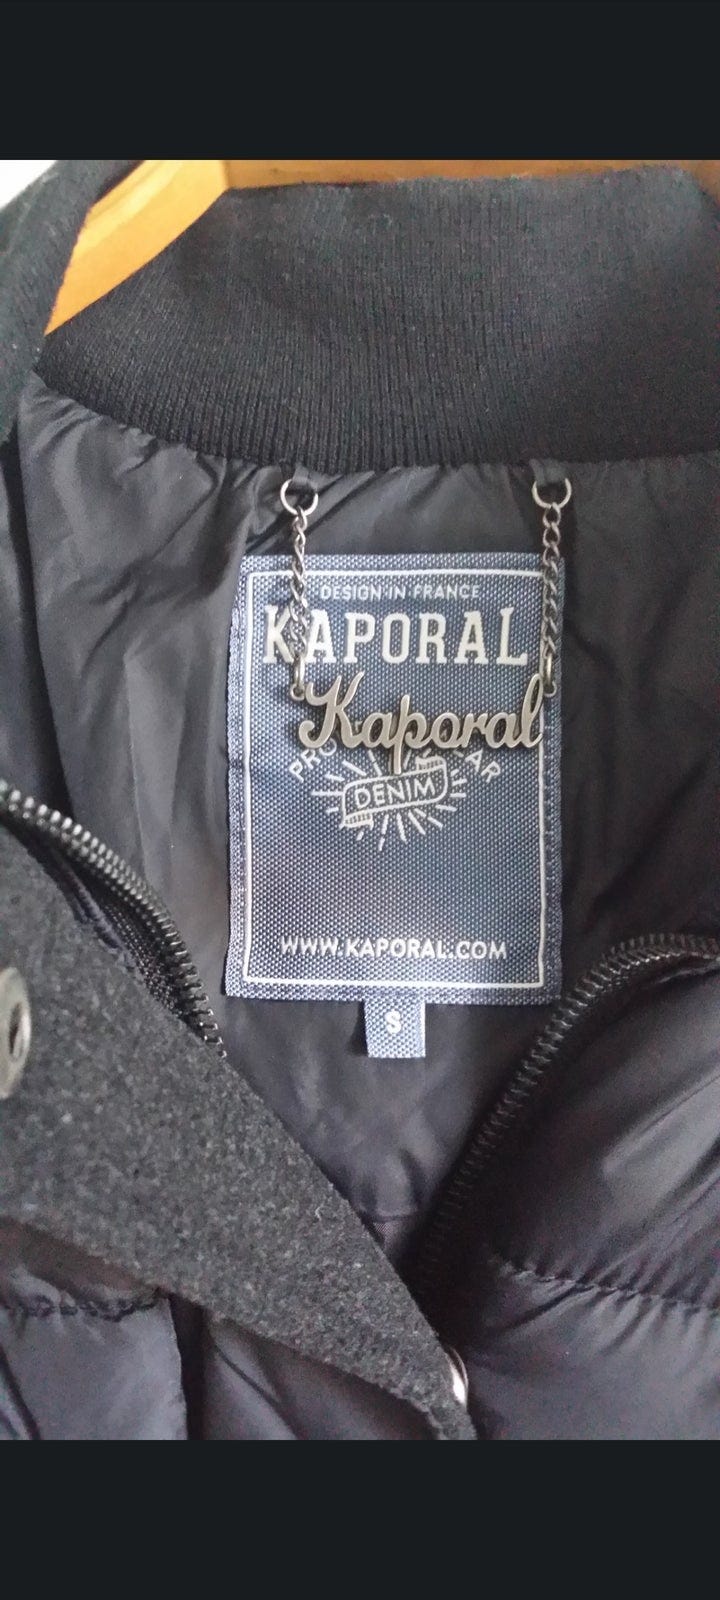 DESIGN IN FRANCE
KAPORAL
Kaporal
DENIM
WWW.KAPORAL.COM
S